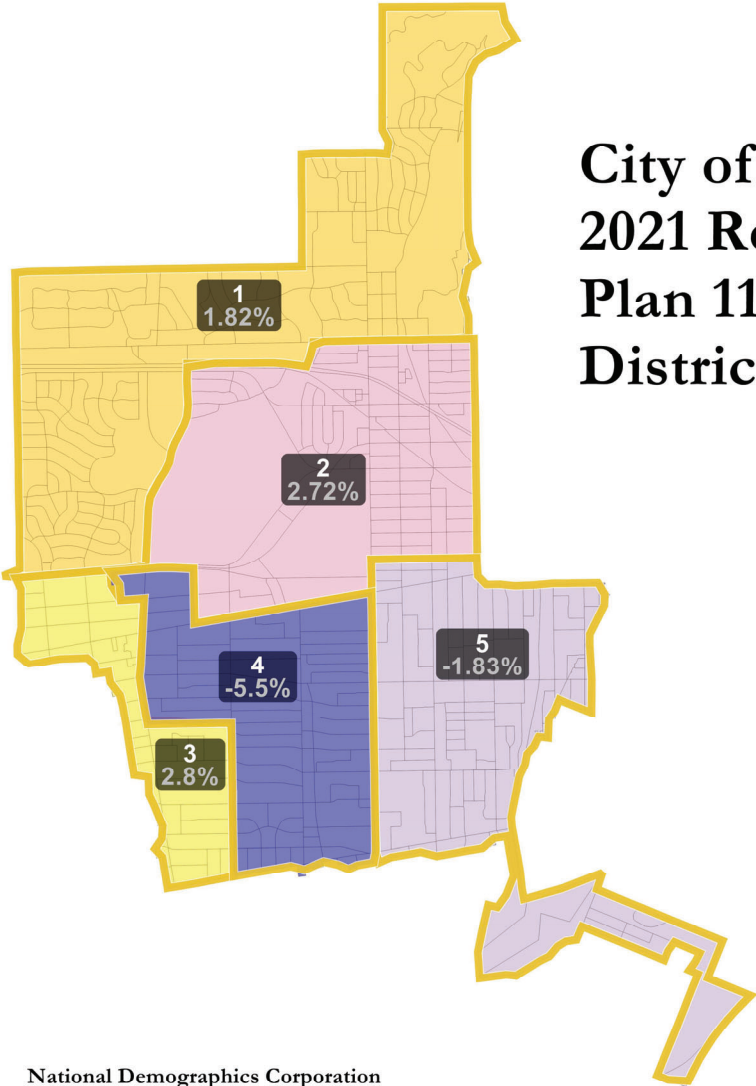 City of
2021 Re
Plan 11
Distric
1
1.82%
2
2.72%
5
-1.83%
4
-5.5%
3
2.8%
National Demographics Corporation